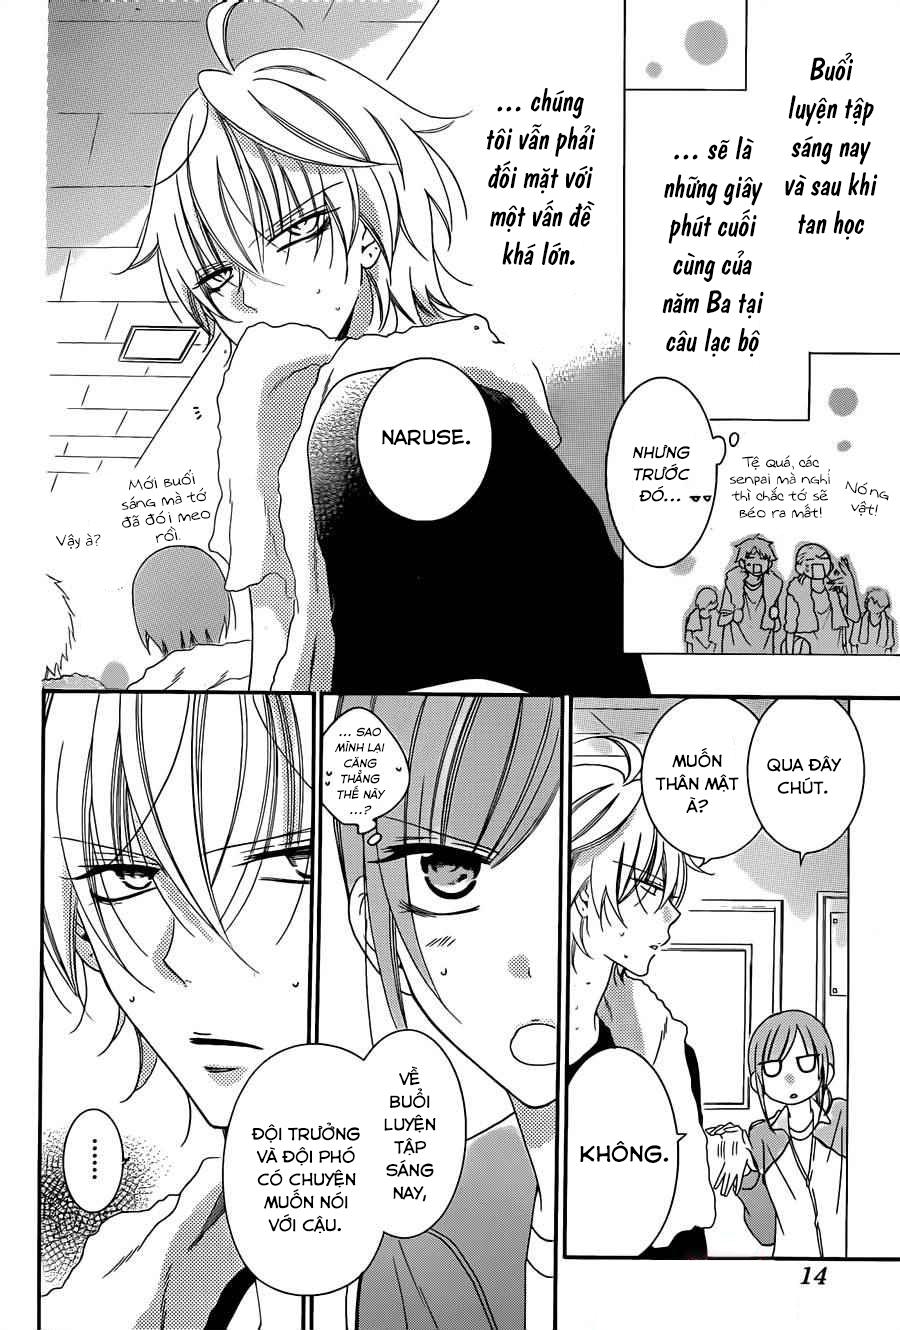 Buổi
luyện tập
sáng nay
và sau khi
tan học
... sẽ là
những giây
phút cuối
cùng của
năm Ba tại
câu lạc bộ
NHƯNG
TRƯỚC
ĐÓ...
Tệ quá, các
senpai mà nghỉ
thì chắc tớ sẽ
béo ra mất!
Nóng
vật!
... chúng
tôi vẫn phải
đối mặt với
một vấn đề
khá lớn.
NARUSE.
Mới buổi
sáng mà tớ
đã đói meo
rồi.
Vậy à?
QUA ĐÂY
CHÚT.
MUỐN
THÂN MẬT
À?
KHÔNG.
... SAO
MÌNH LẠI
CĂNG
THẲNG
THẾ NÀY
...?
VỀ
BUỔI
LUYỆN
TẬP
SÁNG
NAY,
ĐỘI TRƯỞNG
VÀ ĐỘI PHÓ
CÓ CHUYỆN
MUỐN NÓI
VỚI CẬU.
......
14